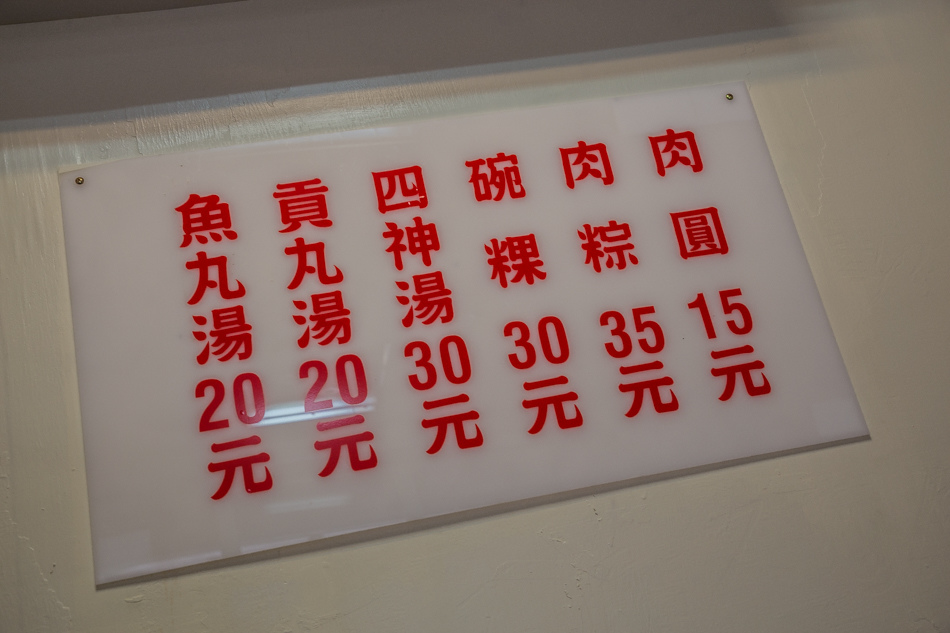 肉圓15元
肉粽35元
碗粿30元
四神湯30元
貢丸湯20元
魚丸湯20元